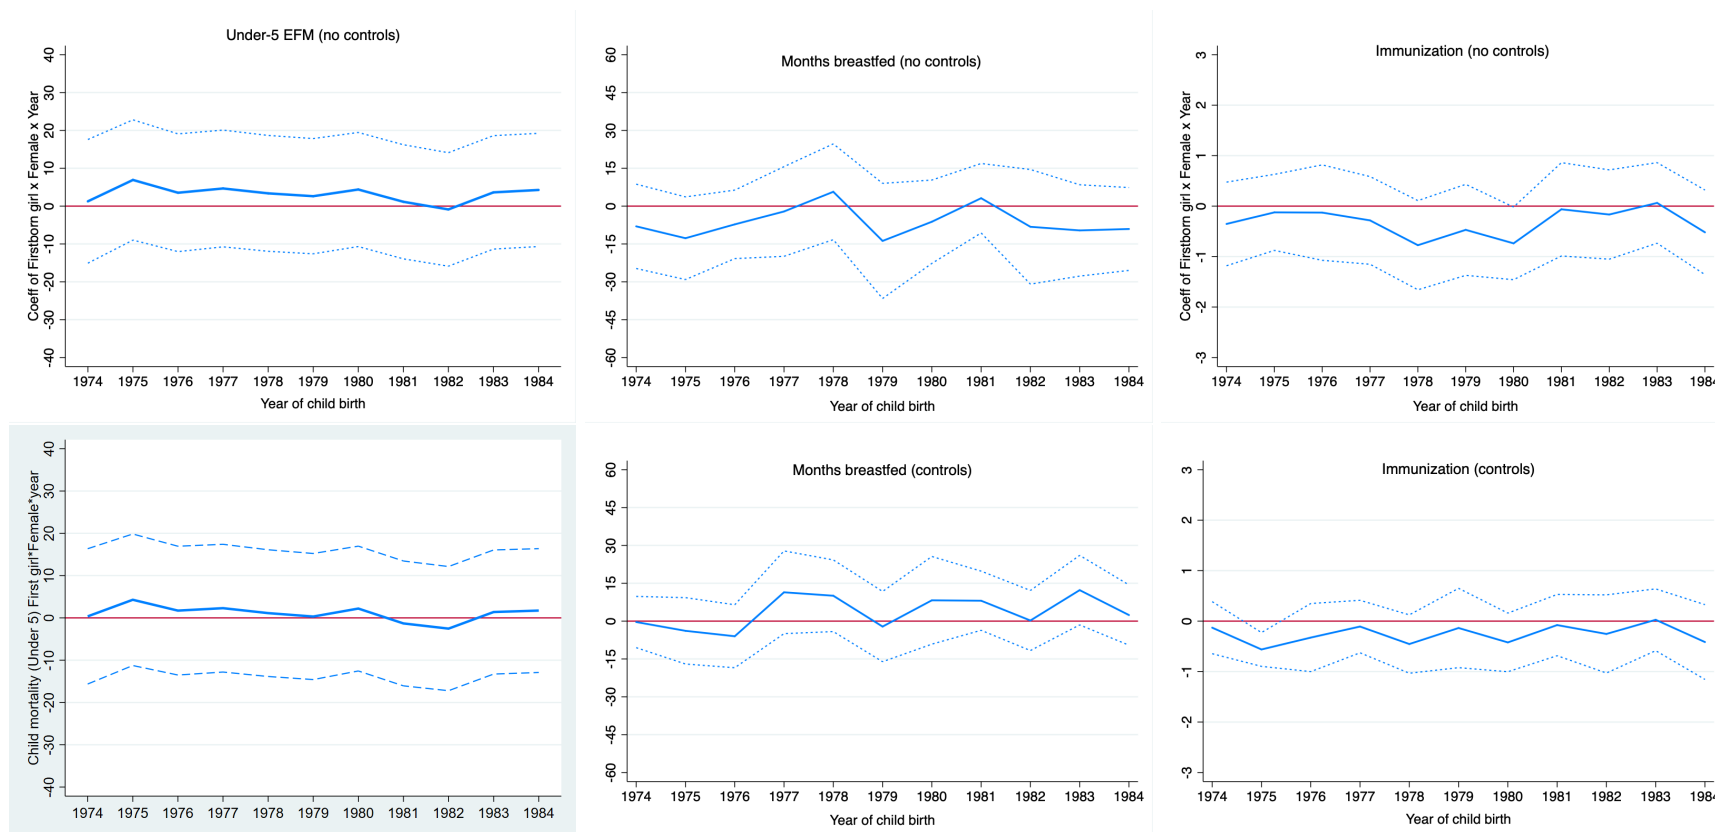 Under-5 EFM (no controls)
Coeff of Firstborn girl x Female x Year
40
30
20
10
0
-10
-20
-30
-40
1974 1975 1976 1977 1978 1979 1980 1981 1982 1983 1984
Year of child birth
Months breastfed (no controls)
60
45
30
15
0
-15
-30
-45
-60
1974 1975 1976 1977 1978 1979 1980 1981 1982 1983 1984
Year of child birth
Immunization (no controls)
Coeff of Firstborn girl x Female x Year
3
2
1
0
-1
-2
-3
1974 1975 1976 1977 1978 1979 1980 1981 1982 1983 1984
Year of child birth
Child mortality (Under 5) First girl*Female*year
40
30
20
10
0
-10
-20
-30
-40
1974 1975 1976 1977 1978 1979 1980 1981 1982 1983 1984
Months breastfed (controls)
60
45
30
15
0
-15
-30
-45
-60
1974 1975 1976 1977 1978 1979 1980 1981 1982 1983 1984
Year of child birth
Immunization (controls)
3
2
1
0
-1
-2
-3
1974 1975 1976 1977 1978 1979 1980 1981 1982 1983 1984
Year of child birth